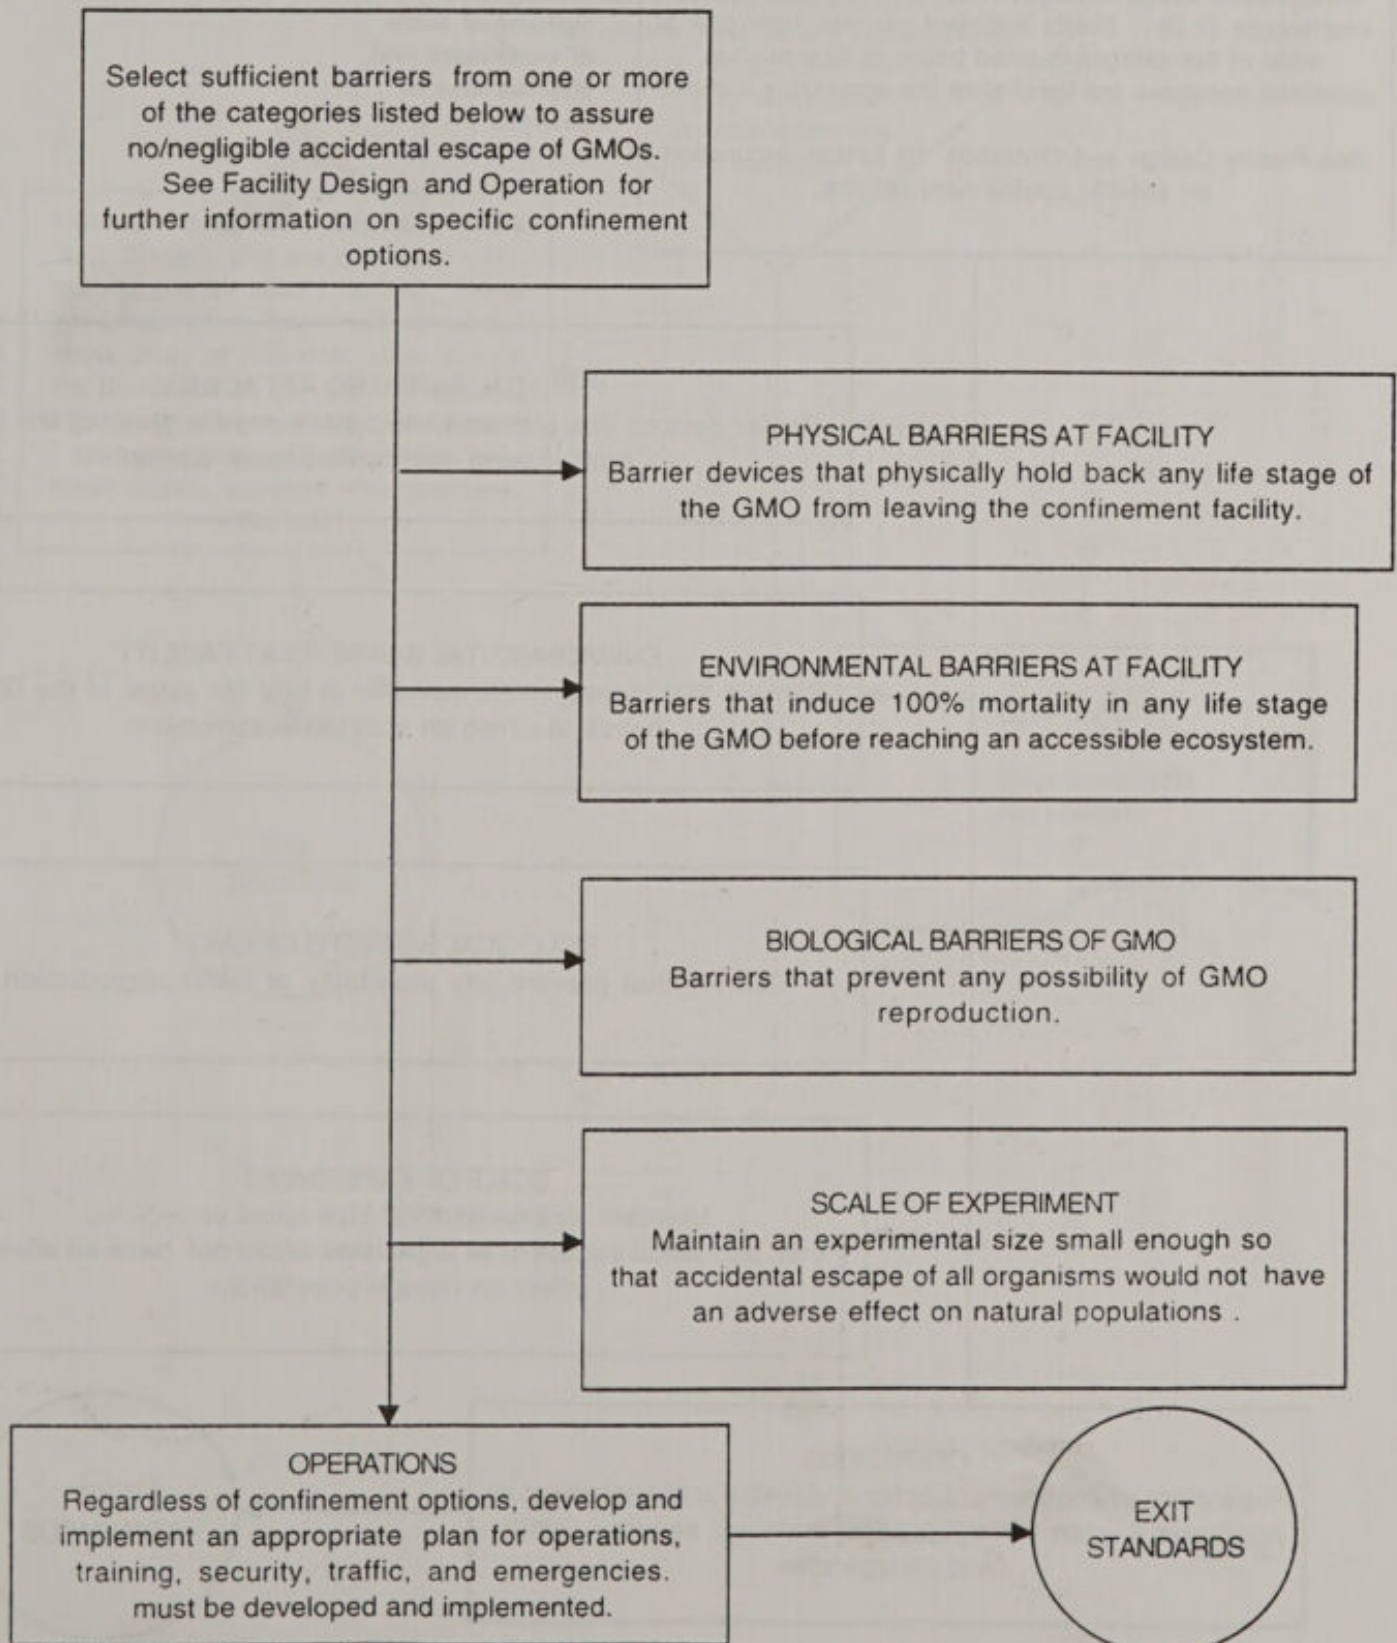 Select sufficient barriers from one or more
of the categories listed below to assure
no/negligible accidental escape of GMOs.
See Facility Design and Operation for
further information on specific confinement
options.
PHYSICAL BARRIERS AT FACILITY
Barrier devices that physically hold back any life stage of
the GMO from leaving the confinement facility.
ENVIRONMENTAL BARRIERS AT FACILITY
Barriers that induce 100% mortality in any life stage
of the GMO before reaching an accessible ecosystem.
BIOLOGICAL BARRIERS OF GMO
Barriers that prevent any possibility of GMO
reproduction.
SCALE OF EXPERIMENT
Maintain an experimental size small enough so
that accidental escape of all organisms would not have
an adverse effect on natural populations .
OPERATIONS
Regardless of confinement options, develop and
implement an appropriate plan for operations,
training, security, traffic, and emergencies.
must be developed and implemented.
EXIT
STANDARDS